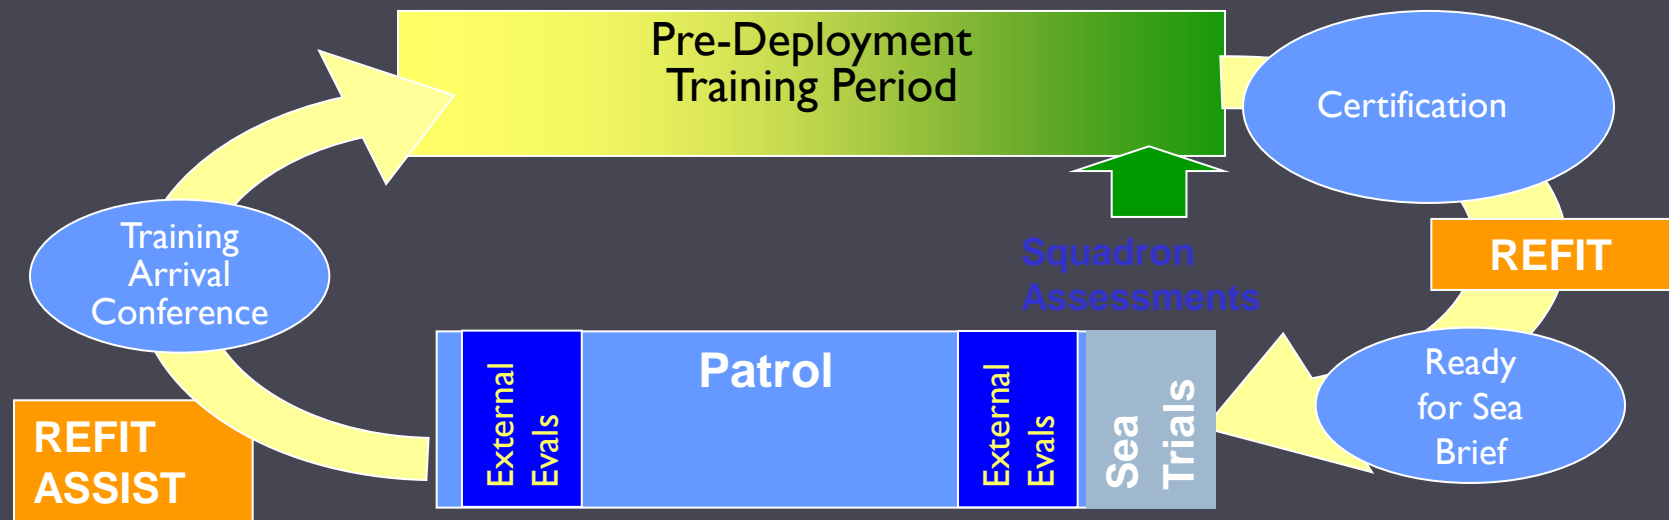 Pre-Deployment
Training Period
Certification
Training
Arrival
Conference
Squadron
Assessments
REFIT
Patrol
External
Evals
External
Evals
Sea
Trials
Ready
for Sea
Brief
REFIT
ASSIST